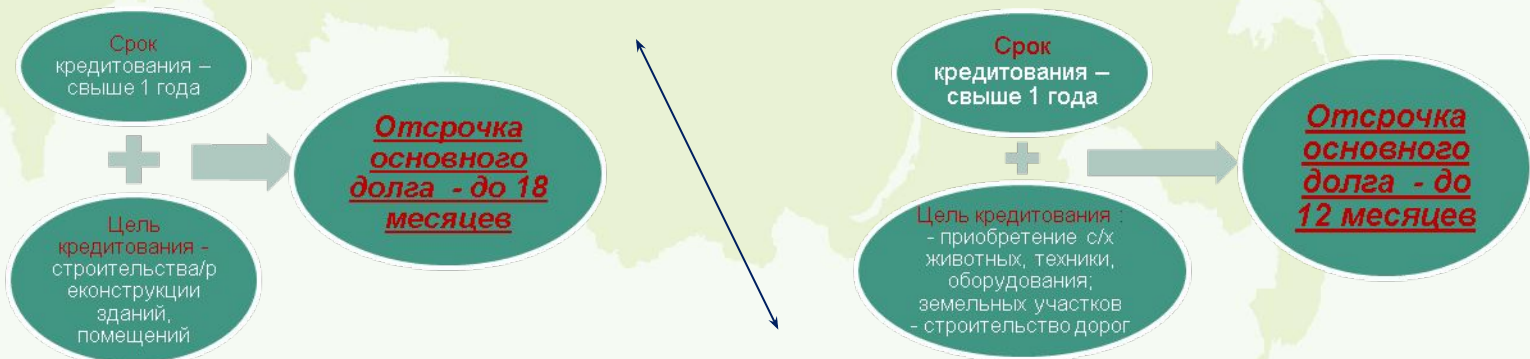 Срок
кредитования –
свыше 1 года
Цель
кредитования -
строительства/р
еконструкции
зданий,
помещений
Отсрочка
основного
долга - до 18
месяцев
Срок
кредитования –
свыше 1 года
Цель кредитования :
- приобретение с/х
животных, техники,
оборудования;
земельных участков
- строительство дорог
Отсрочка
основного
долга - до
12 месяцев